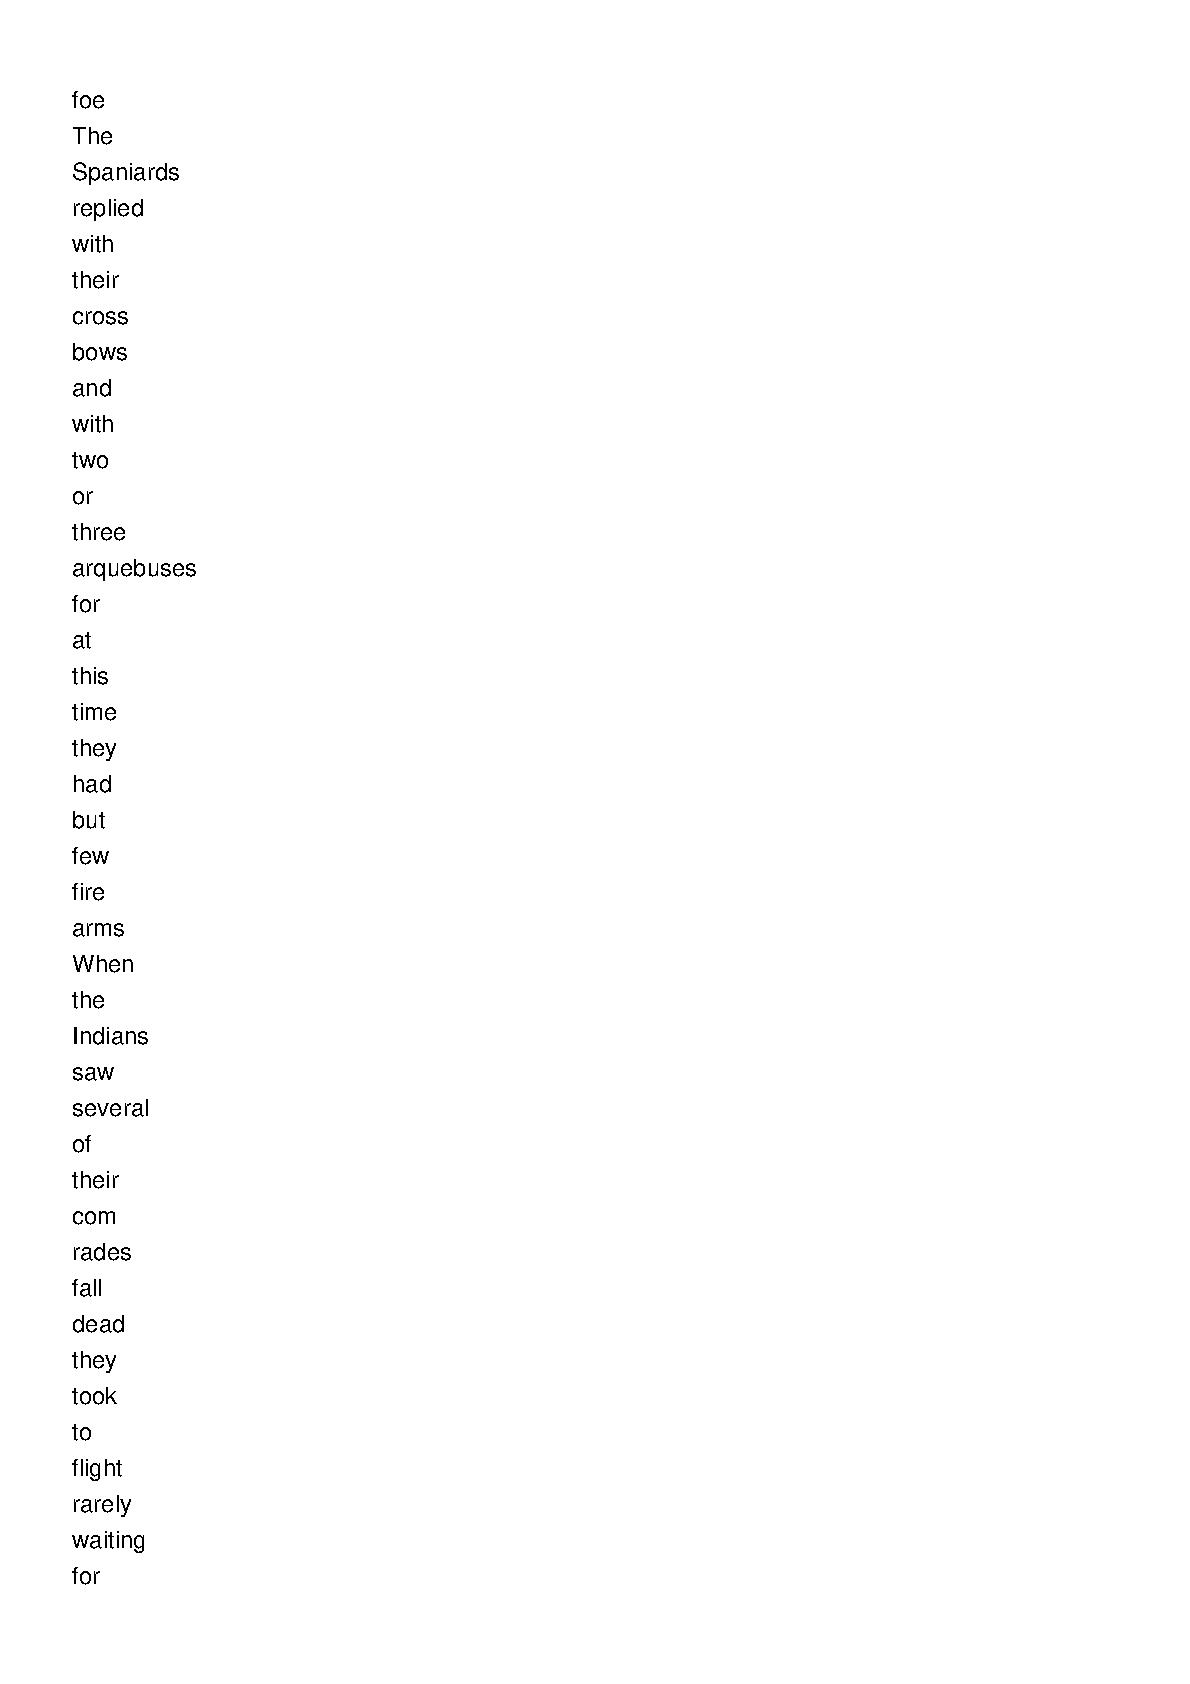 foe
The
Spaniards
replied
with
their
cross
bows
and
with
two
or
three
arquebuses
for
at
this
time
they
had
but
few
fire
arms
When
the
Indians
saw
several
of
their
com
rades
fall
dead
they
took
to
flight
rarely
waiting
for